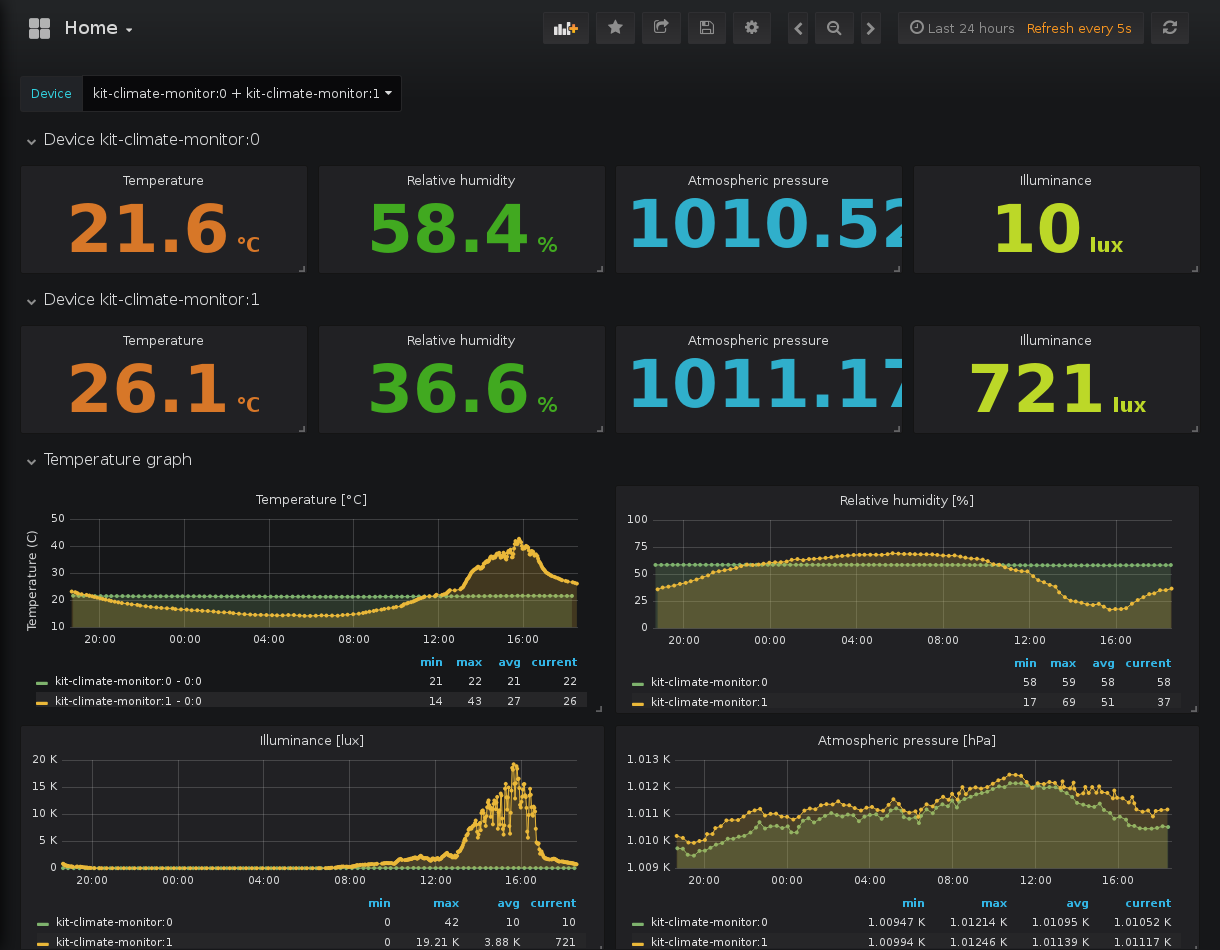 Home
Last 24 hours Refresh every 5s
Device kit-climate-monitor:0 + kit-climate-monitor:1
Device kit-climate-monitor:0
Temperature Relative humidity Atmospheric pressure Illuminance
21.6 °C 58.4 % 1010.52 10 lux
Device kit-climate-monitor:1
Temperature Relative humidity Atmospheric pressure Illuminance
26.1 °C 36.6 % 1011.17 721 lux
Temperature graph
Temperature [°C]
Temperature (C)
50
40
30
20
10
20:00 00:00 04:00 08:00 12:00 16:00
min max avg current
kit-climate-monitor:0 - 0:0 21 22 21 22
kit-climate-monitor:1 - 0:0 14 43 27 26
Relative humidity [%]
100
75
50
25
0
20:00 00:00 04:00 08:00 12:00 16:00
min max avg current
kit-climate-monitor:0 58 59 58 58
kit-climate-monitor:1 17 69 51 37
Illuminance [lux]
20 K
15 K
10 K
5 K
0
20:00 00:00 04:00 08:00 12:00 16:00
min max avg current
kit-climate-monitor:0 0 42 10 10
kit-climate-monitor:1 0 19.21 K 3.88 K 721
Atmospheric pressure [hPa]
1.013 K
1.012 K
1.011 K
1.010 K
1.009 K
20:00 00:00 04:00 08:00 12:00 16:00
min max avg current
kit-climate-monitor:0 1.00947 K 1.01214 K 1.01095 K 1.01052 K
kit-climate-monitor:1 1.00994 K 1.01246 K 1.01139 K 1.01117 K